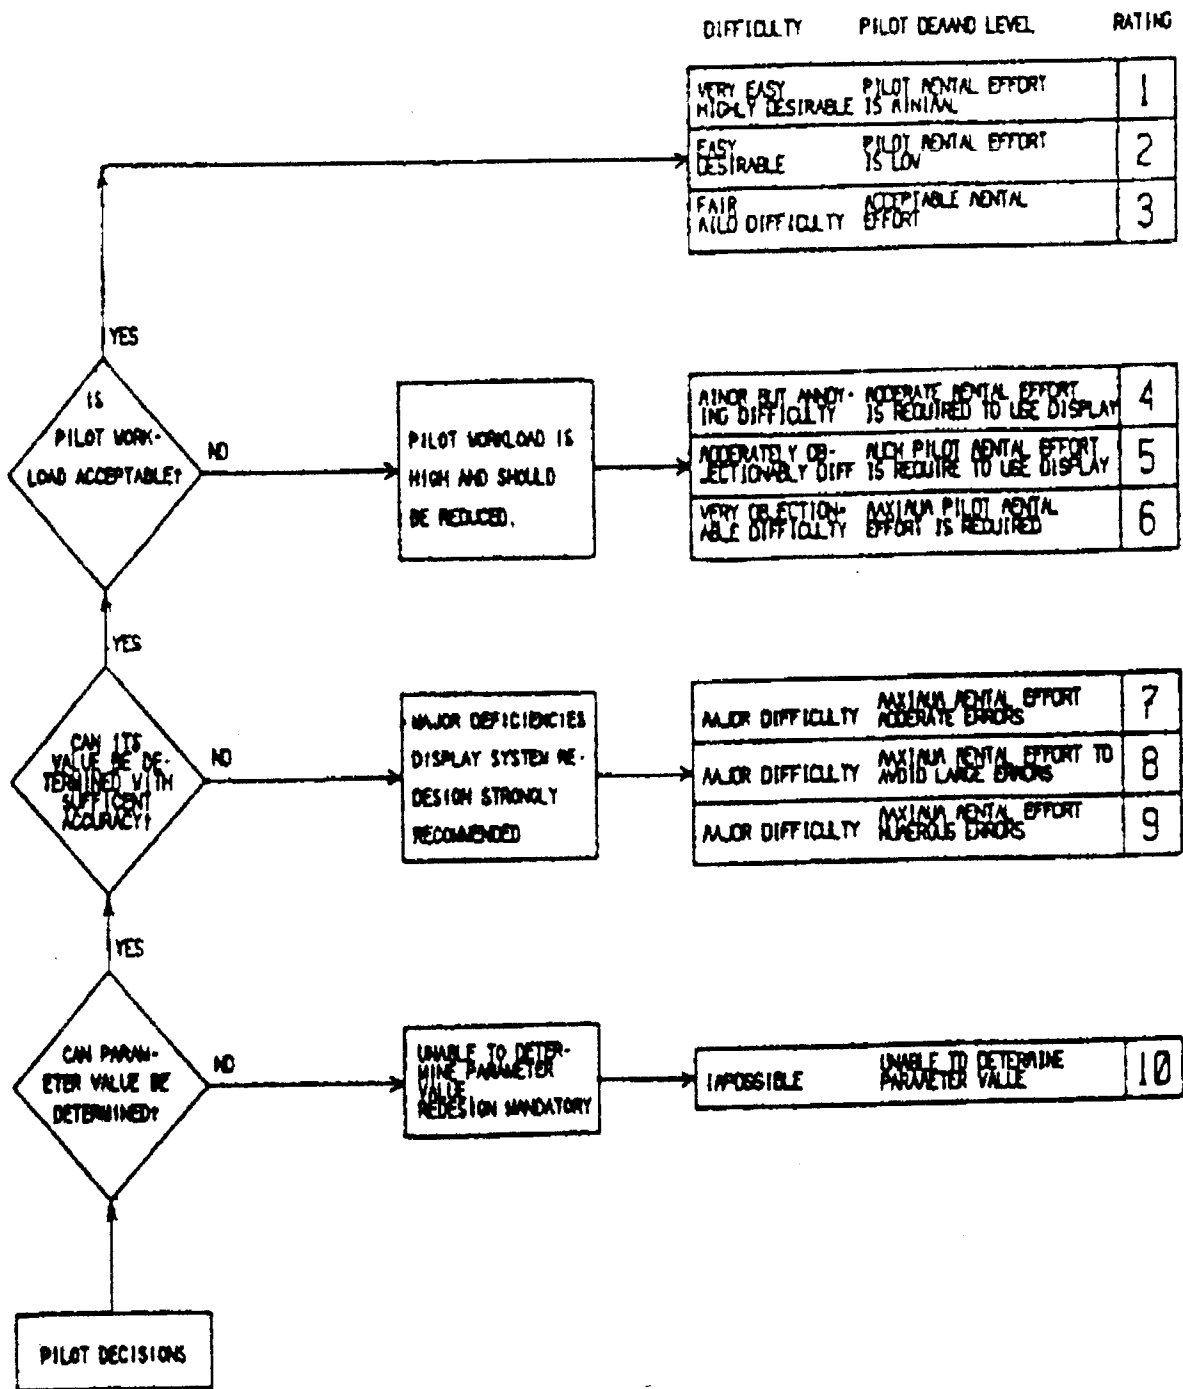 DIFFICULTY PILOT DEMAND LEVEL RATING
VERY EASY PILOT MENTAL EFFORT 1
HIGHLY DESIRABLE IS MINIMAL
EASY PILOT MENTAL EFFORT 2
DESIRABLE IS LOW
FAIR ACCEPTABLE MENTAL 3
MILD DIFFICULTY EFFORT
YES
IS
PILOT WORK-
LOAD ACCEPTABLE?
NO
PILOT WORKLOAD IS
HIGH AND SHOULD
BE REDUCED.
MINOR BUT ANNOY- MODERATE MENTAL EFFORT 4
ING DIFFICULTY IS REQUIRED TO USE DISPLAY
MODERATELY OB- MUCH PILOT MENTAL EFFORT 5
JECTIONABLY DIFF IS REQUIRE TO USE DISPLAY
VERY OBJECTION- MAXIMUM PILOT MENTAL 6
ABLE DIFFICULTY EFFORT IS REQUIRED
YES
CAN ITS
VALUE BE DE-
TERMINED WITH
SUFFICENT
ACCURACY?
NO
MAJOR DEFICIENCIES
DISPLAY SYSTEM RE-
DESIGN STRONGLY
RECOMMENDED
MAJOR DIFFICULTY MAXIMUM MENTAL EFFORT 7
MODERATE ERRORS
MAJOR DIFFICULTY MAXIMUM MENTAL EFFORT TO 8
AVOID LARGE ERRORS
MAJOR DIFFICULTY MAXIMUM MENTAL EFFORT 9
NUMEROUS ERRORS
YES
CAN PARAM-
ETER VALUE BE
DETERMINED?
NO
UNABLE TO DETER-
MINE PARAMETER
VALUE
REDESIGN MANDATORY
IMPOSSIBLE UNABLE TO DETERMINE 10
PARAMETER VALUE
PILOT DECISIONS